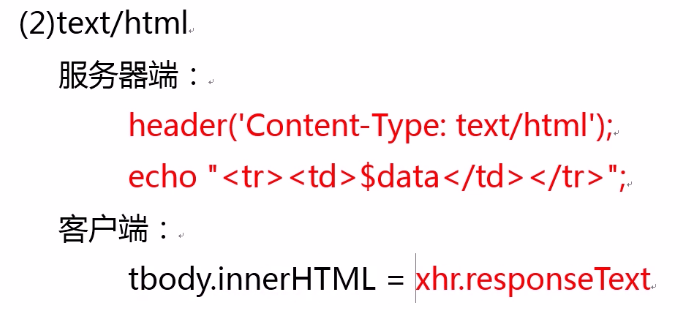 (2)text/html
服务器端：
header('Content-Type: text/html');
echo "<tr><td>$data</td></tr>";
客户端：
tbody.innerHTML = xhr.responseText